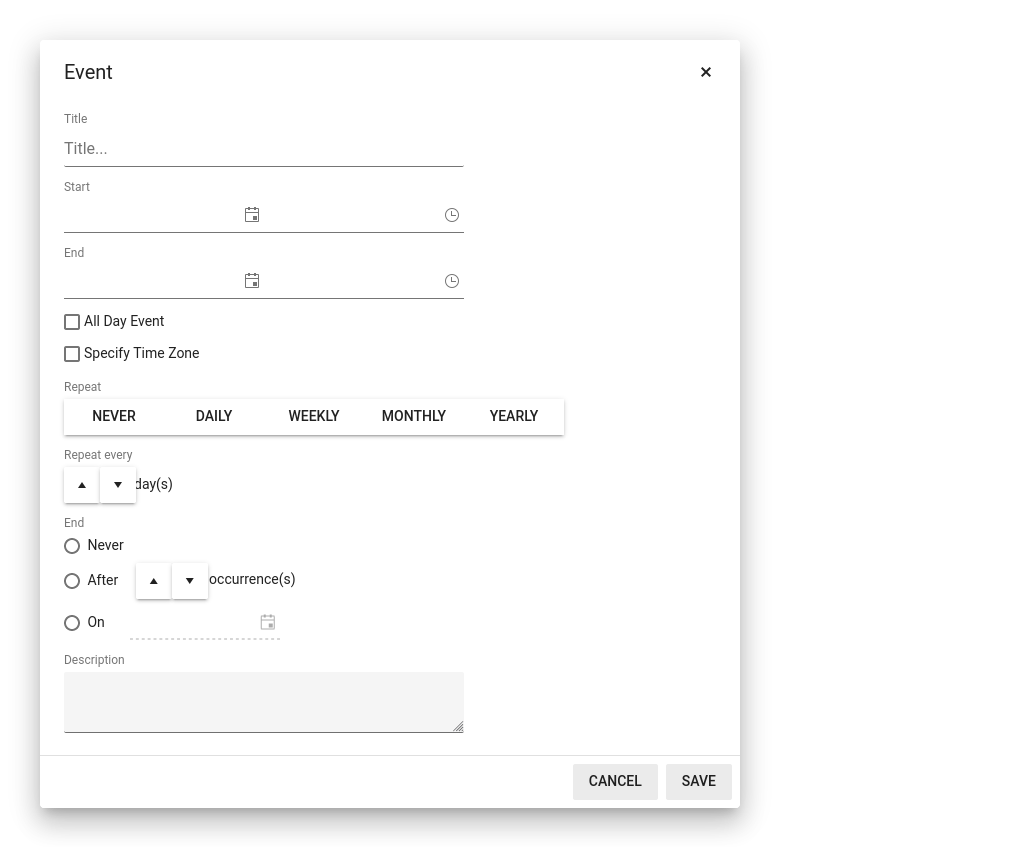 Event
Title
Title...
Start
End
All Day Event
Specify Time Zone
Repeat
NEVER DAILY WEEKLY MONTHLY YEARLY
Repeat every
day(s)
End
Never
After occurrence(s)
On
Description
CANCEL SAVE